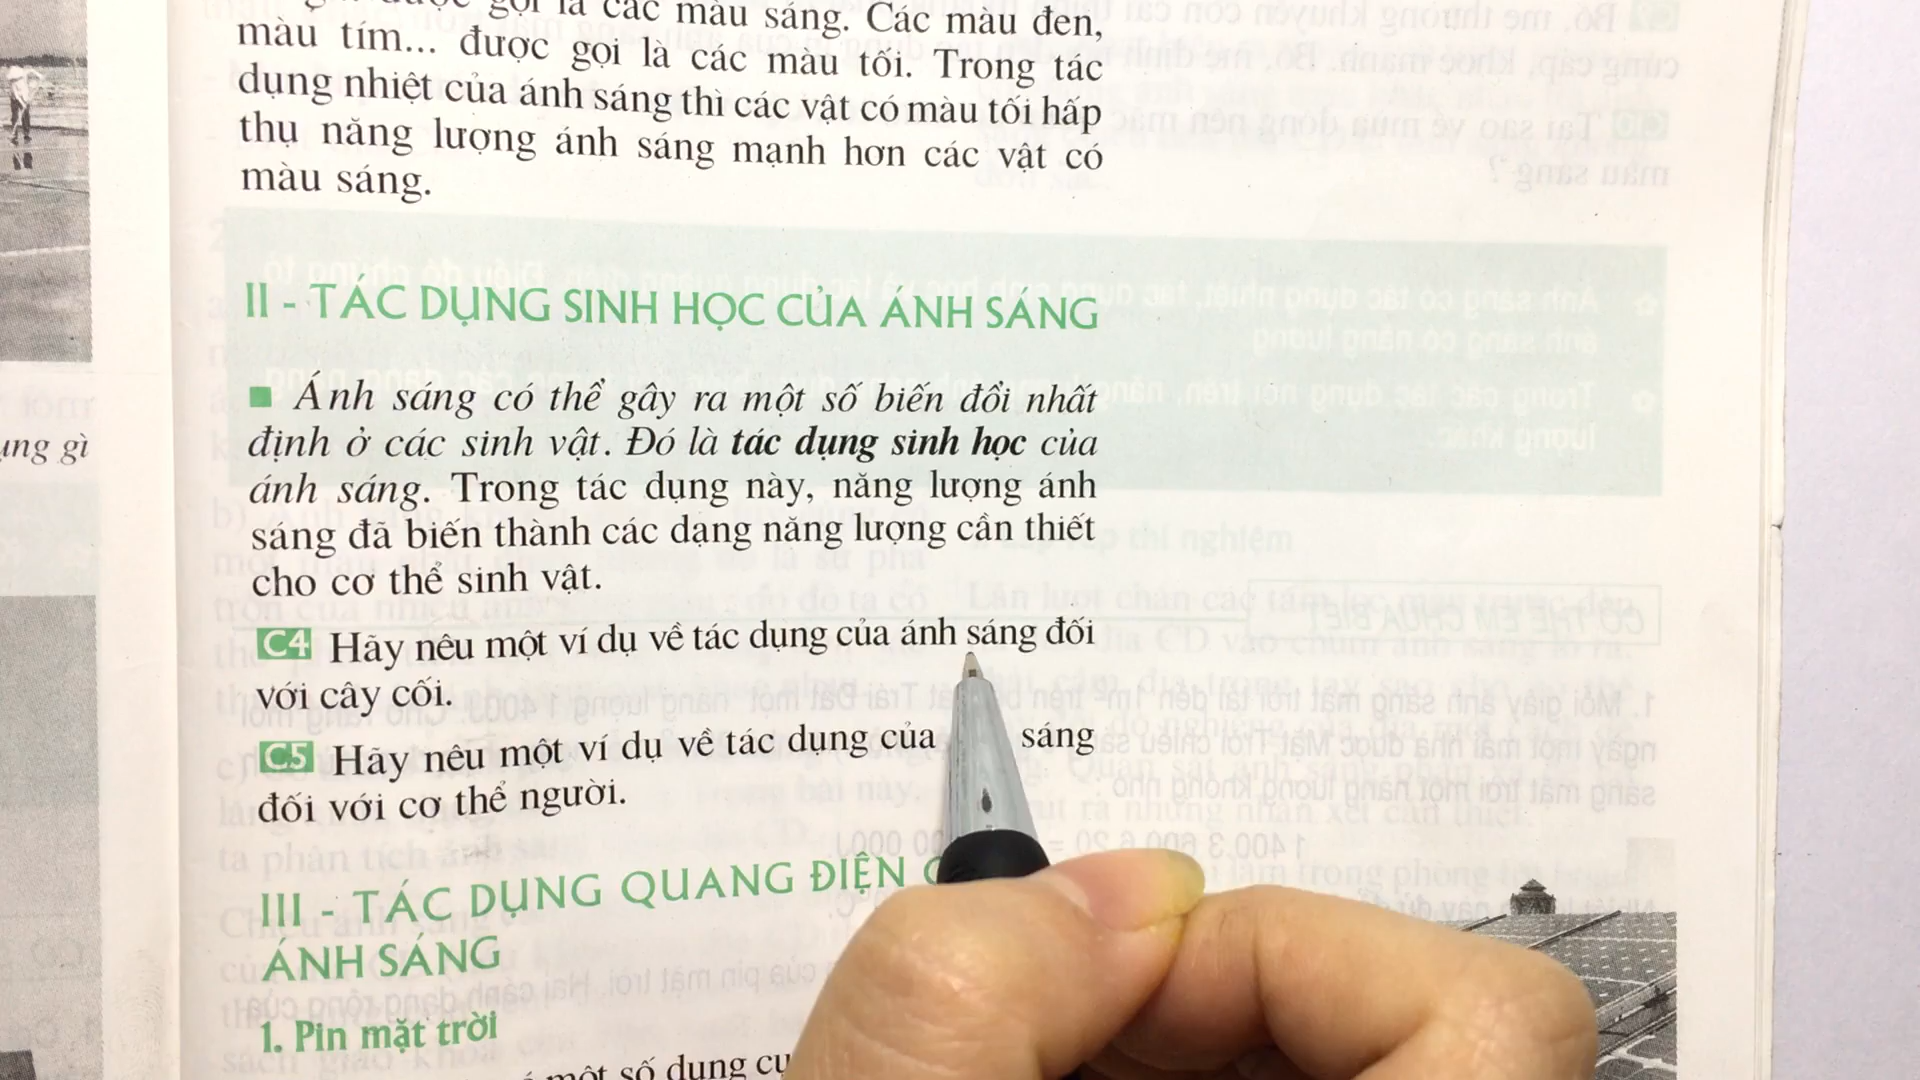 được gọi là các màu sáng. Các màu đen,
màu tím... được gọi là các màu tối. Trong tác
dụng nhiệt của ánh sáng thì các vật có màu tối hấp
thụ năng lượng ánh sáng mạnh hơn các vật có
màu sáng.
II - TÁC DỤNG SINH HỌC CỦA ÁNH SÁNG
Ánh sáng có thể gây ra một số biến đổi nhất
định ở các sinh vật. Đó là tác dụng sinh học của
ánh sáng. Trong tác dụng này, năng lượng ánh
sáng đã biến thành các dạng năng lượng cần thiết
cho cơ thể sinh vật.
C4 Hãy nêu một ví dụ về tác dụng của ánh sáng đối
với cây cối.
C5 Hãy nêu một ví dụ về tác dụng của sáng
đối với cơ thể người.
III - TÁC DỤNG QUANG ĐIỆN
ÁNH SÁNG
1. Pin mặt trời
một số dụng cụ
gì